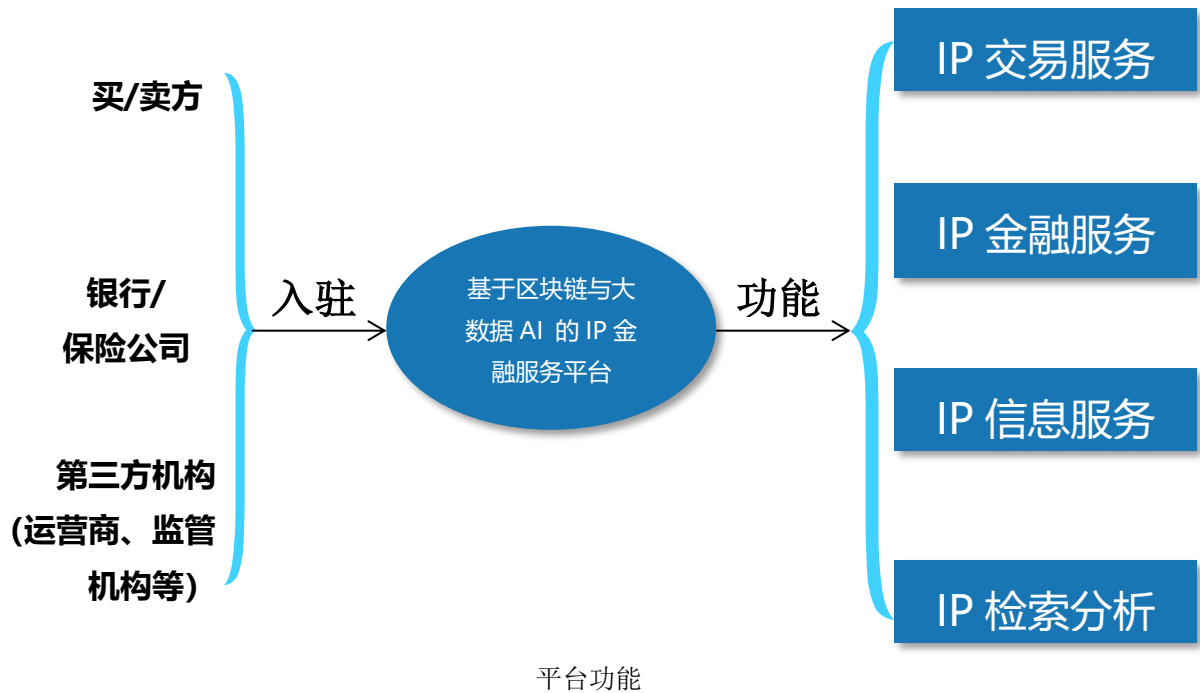 买/卖方
银行/
保险公司
第三方机构
(运营商、监管
机构等)
入驻
基于区块链与大
数据 AI 的 IP 金
融服务平台
功能
IP 交易服务
IP 金融服务
IP 信息服务
IP 检索分析
平台功能